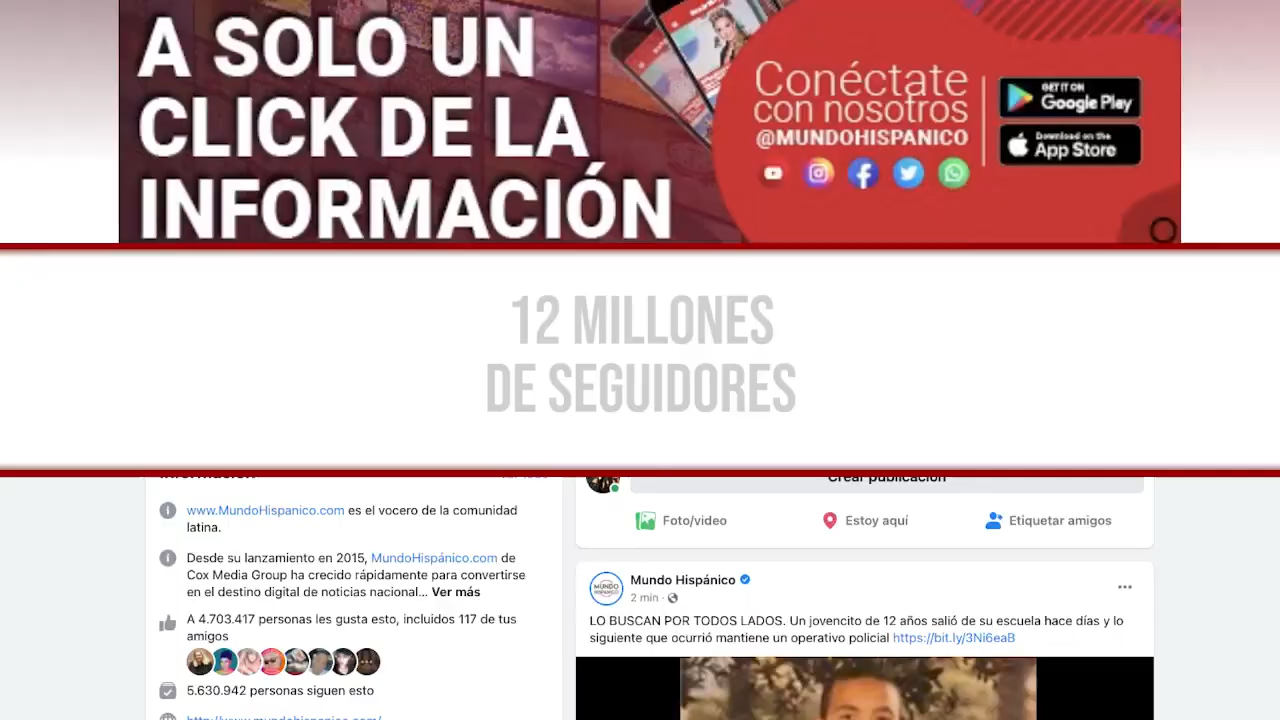 A SOLO UN
CLICK DE LA
INFORMACIÓN
Conéctate
con nosotros
@MUNDOHISPANICO
GET IT ON
Google Play
Download on the
App Store
12 MILLONES
DE SEGUIDORES
Crear publicación
www.MundoHispanico.com es el vocero de la comunidad
latina.
Desde su lanzamiento en 2015, MundoHispánico.com de
Cox Media Group ha crecido rápidamente para convertirse
en el destino digital de noticias nacional... Ver más
A 4.703.417 personas les gusta esto, incluidos 117 de tus
amigos
5.630.942 personas siguen esto
http://www.mundohispanico.com/
Foto/video
Estoy aquí
Etiquetar amigos
MUNDO
HISPANICO
Mundo Hispánico
2 min ·
LO BUSCAN POR TODOS LADOS. Un jovencito de 12 años salió de su escuela hace días y lo
siguiente que ocurrió mantiene un operativo policial https://bit.ly/3Ni6eaB